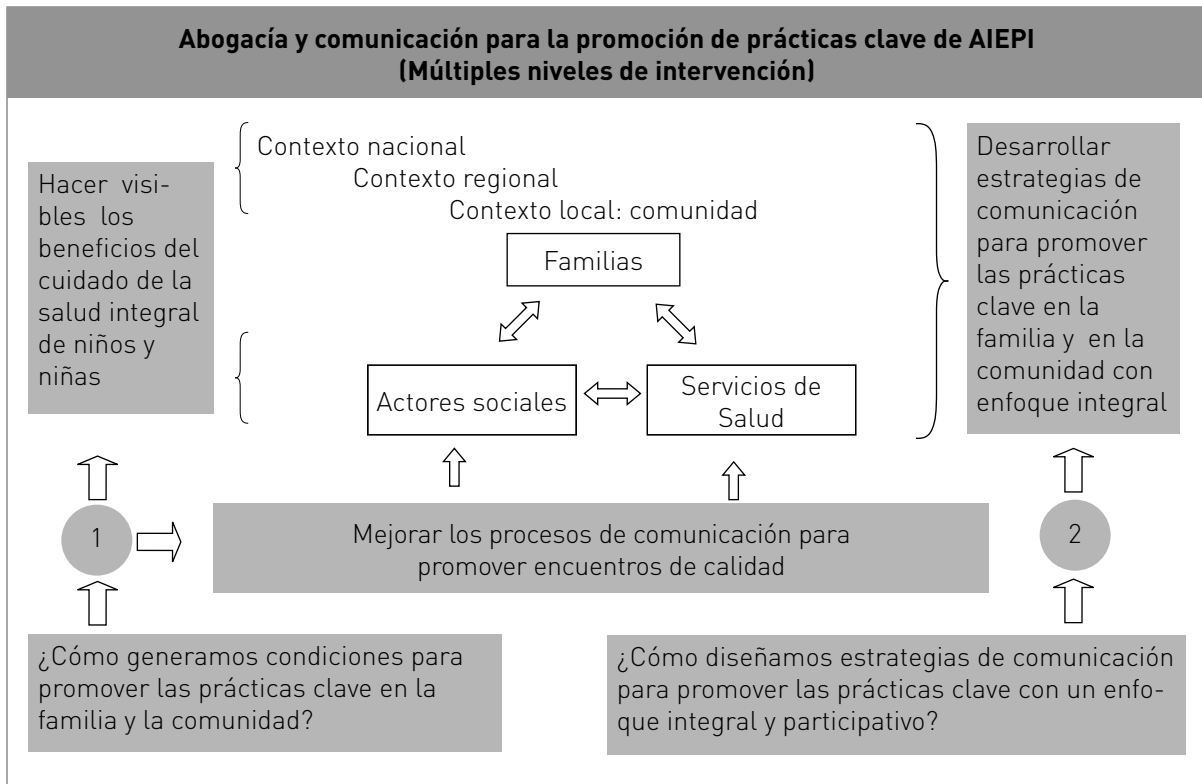 Abogacía y comunicación para la promoción de prácticas clave de AIEPI
(Múltiples niveles de intervención)
Hacer visi-
bles los
beneficios del
cuidado de la
salud integral
de niños y
niñas
Contexto nacional
Contexto regional
Contexto local: comunidad
Familias
Actores sociales
Servicios de
Salud
Desarrollar
estrategias de
comunicación
para promover
las prácticas
clave en la
familia y en la
comunidad con
enfoque integral
1
Mejorar los procesos de comunicación para
promover encuentros de calidad
2
¿Cómo generamos condiciones para
promover las prácticas clave en la
familia y la comunidad?
¿Cómo diseñamos estrategias de comunicación
para promover las prácticas clave con un enfo-
que integral y participativo?